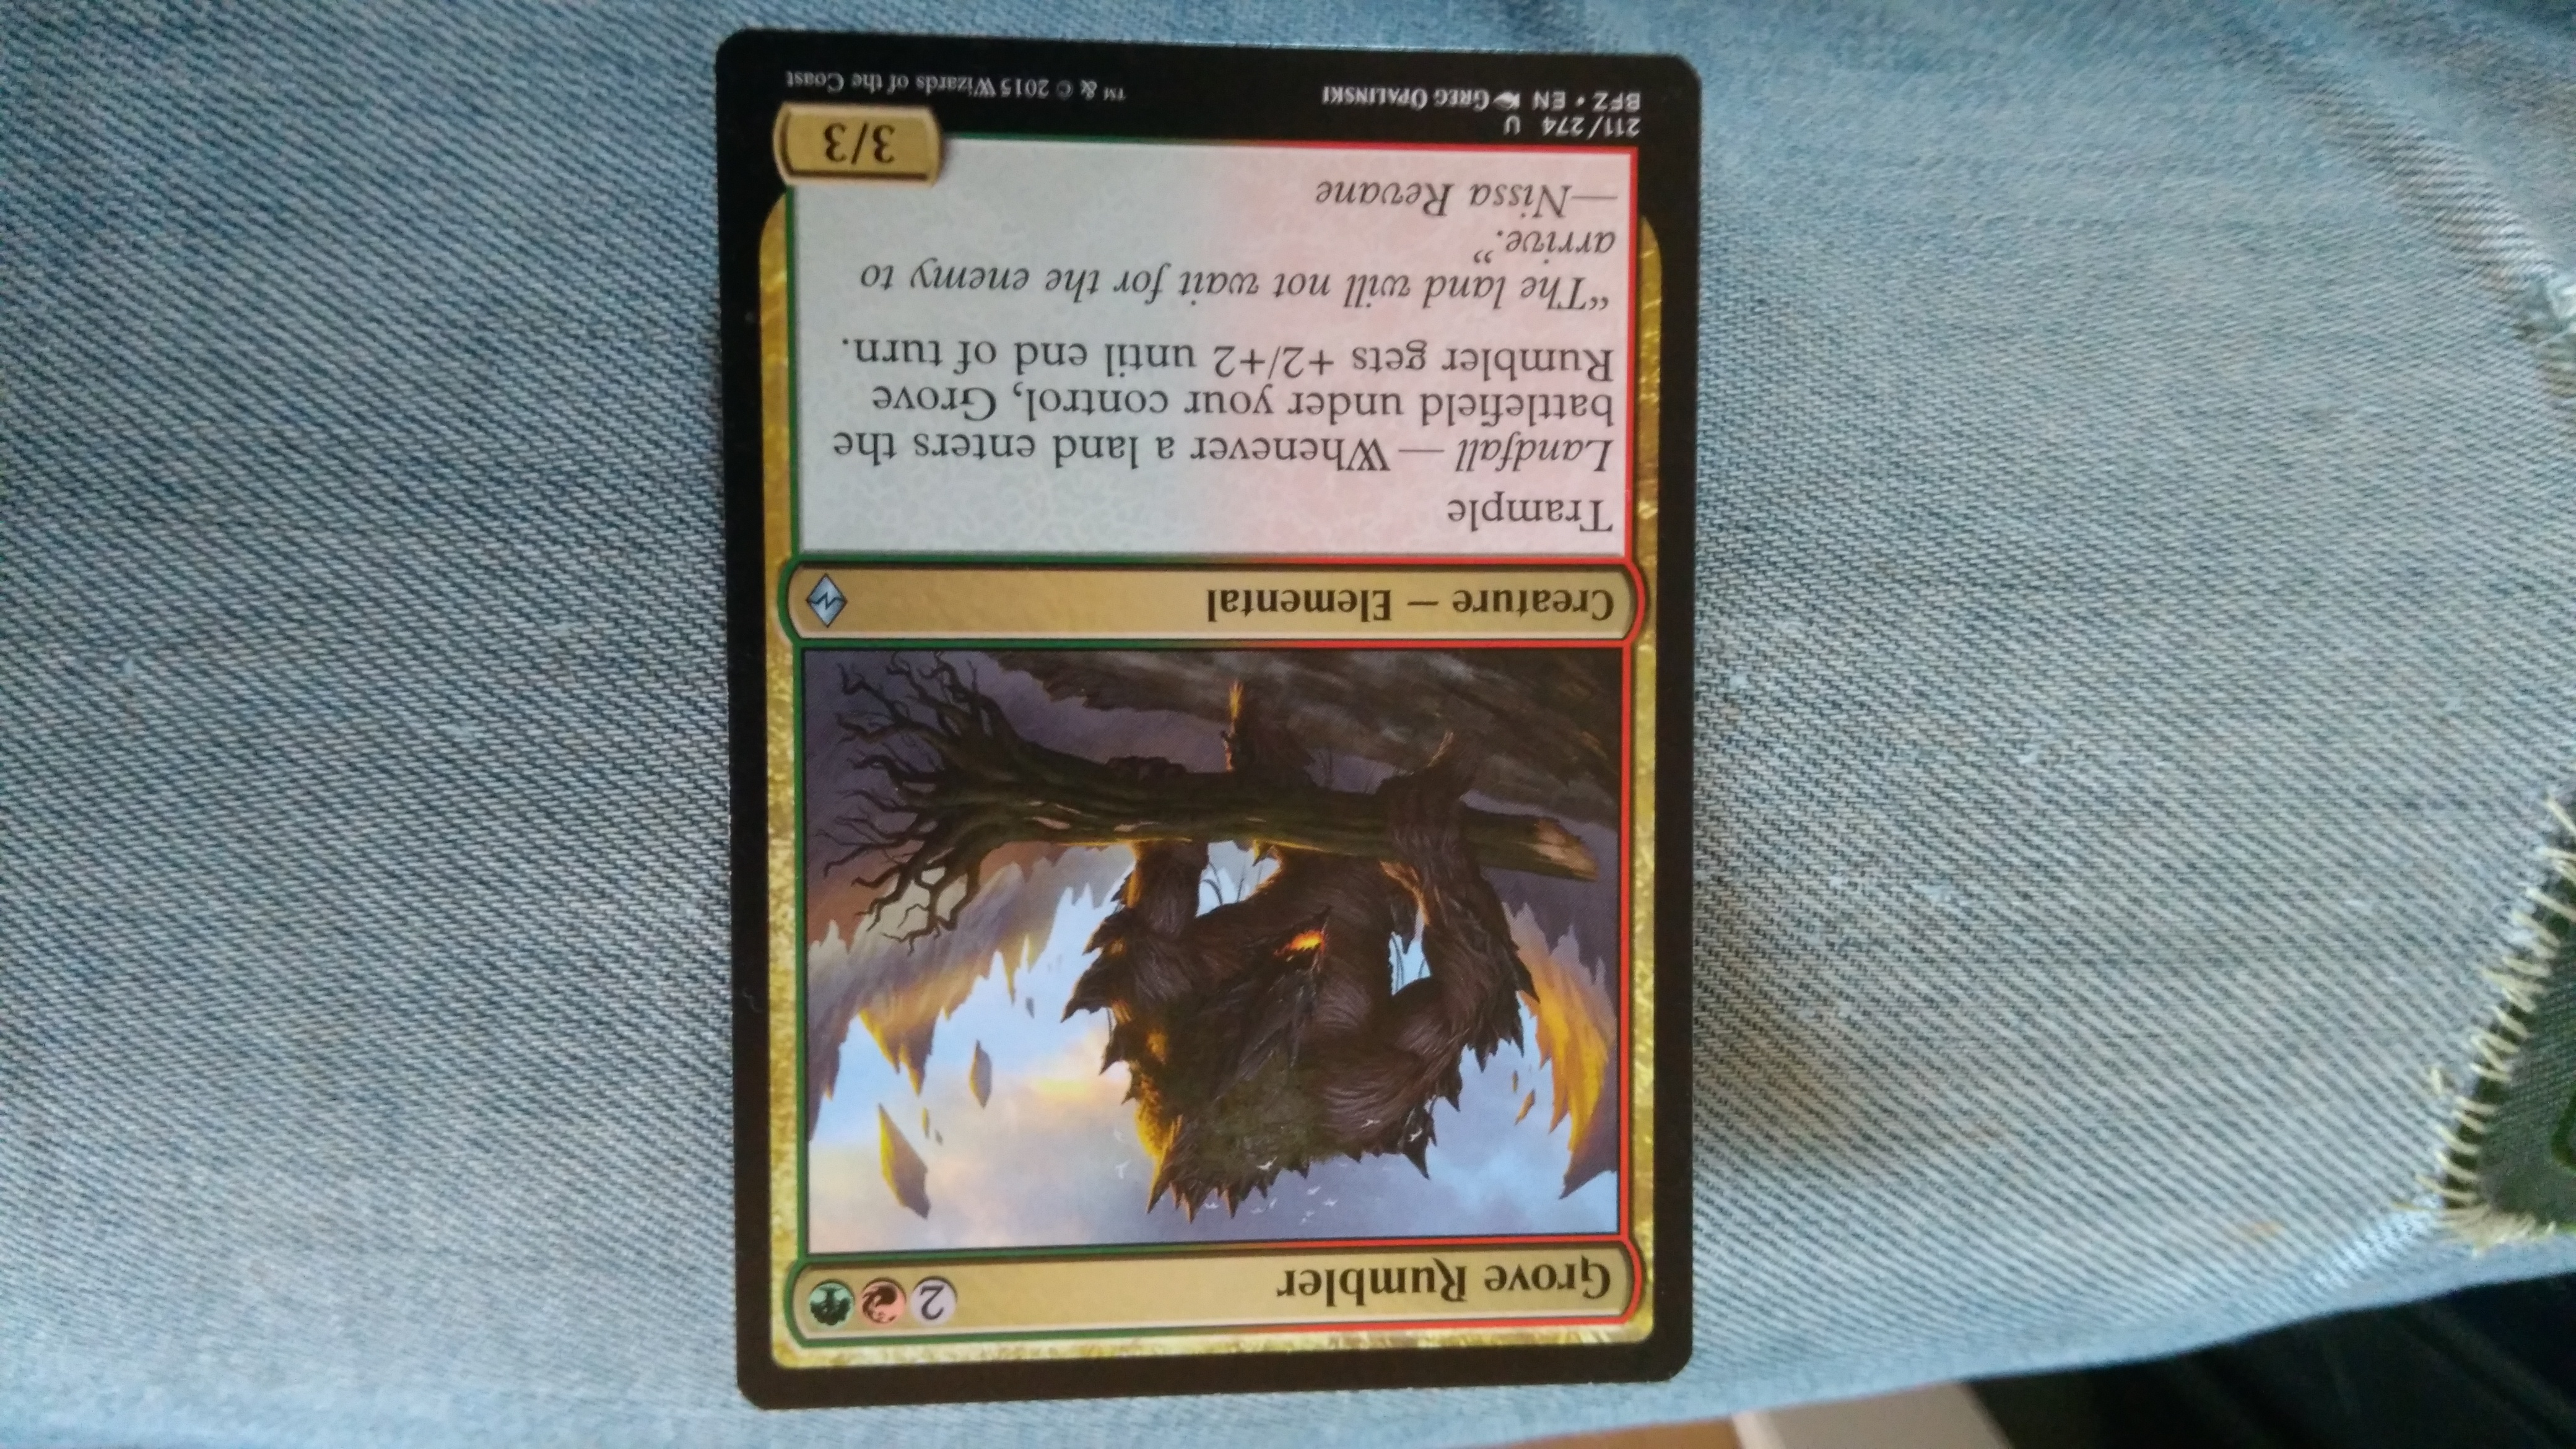 Grove Rumbler 2
Creature — Elemental
Trample
Landfall — Whenever a land enters the
battlefield under your control, Grove
Rumbler gets +2/+2 until end of turn.
“The land will not wait for the enemy to
arrive.”
—Nissa Revane
3/3
211/274 U
BFZ • EN GREG OPALINSKI
™ & © 2015 Wizards of the Coast